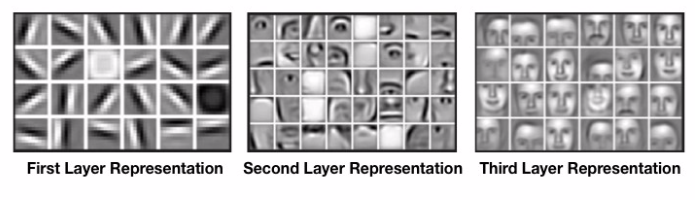 First Layer Representation
Second Layer Representation
Third Layer Representation